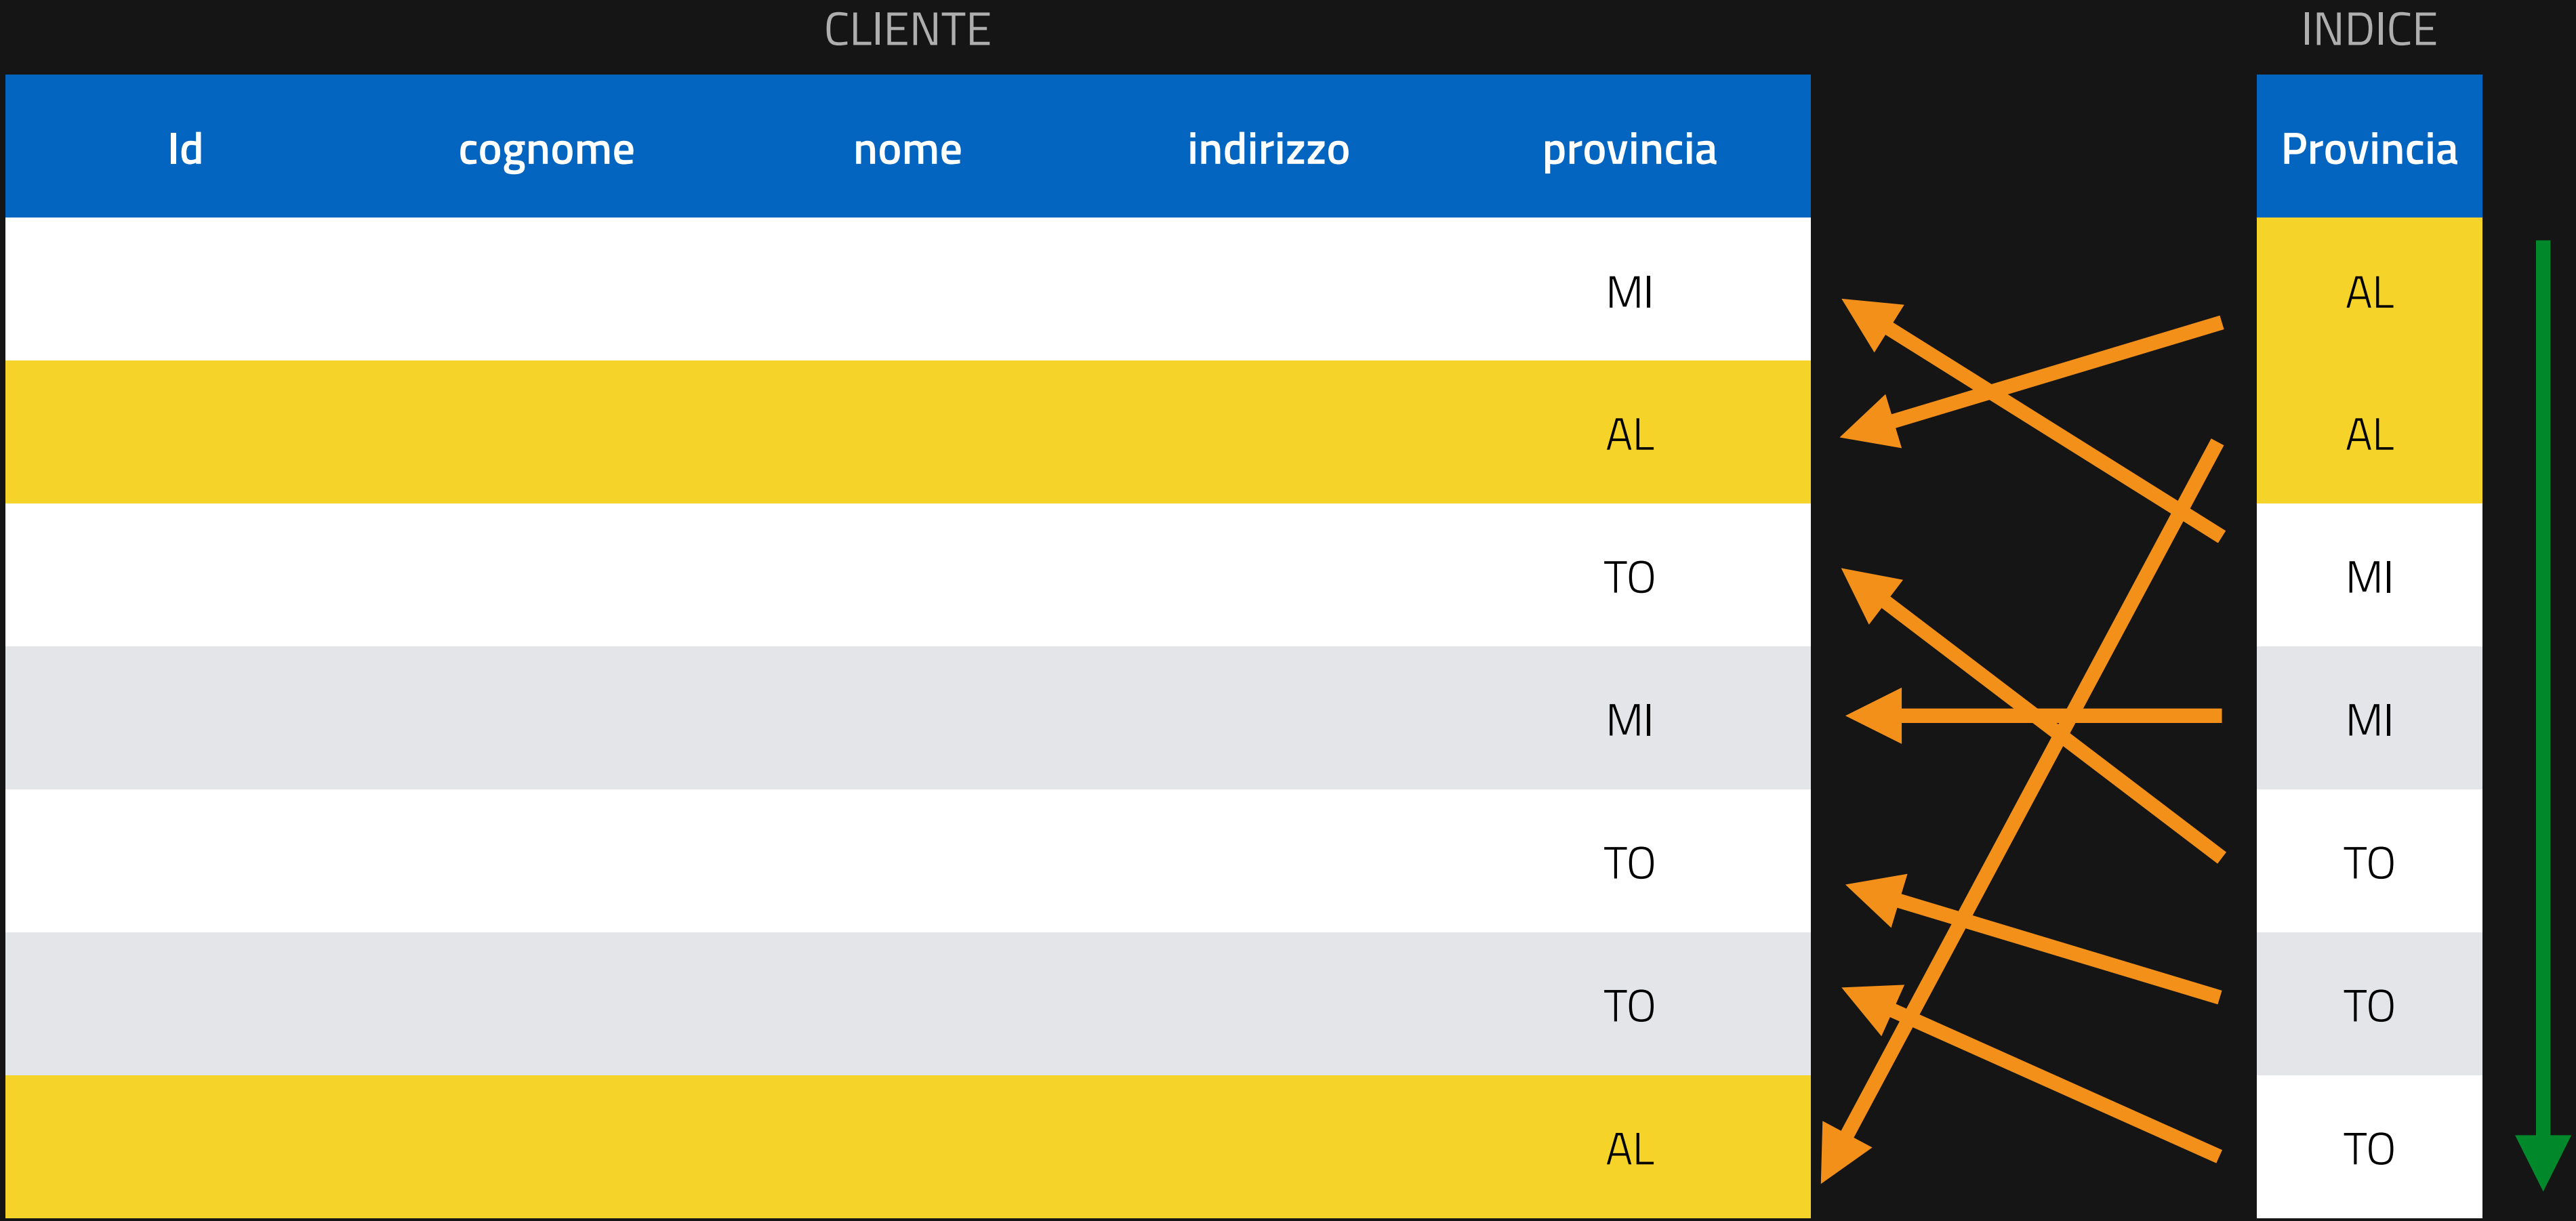 CLIENTE INDICE
Id cognome nome indirizzo provincia Provincia
MI AL
AL AL
TO MI
MI MI
TO TO
TO TO
AL TO